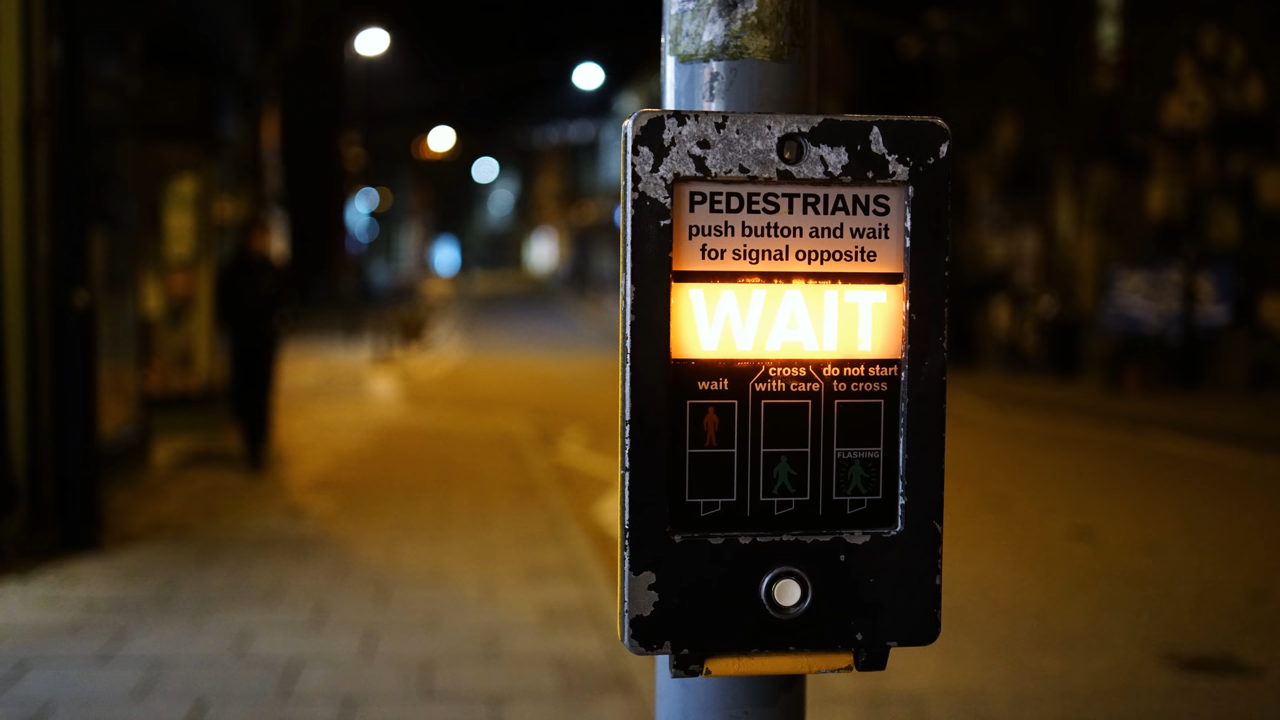 PEDESTRIANS
push button and wait
for signal opposite
WAIT
wait
cross
with care
do not start
to cross
FLASHING